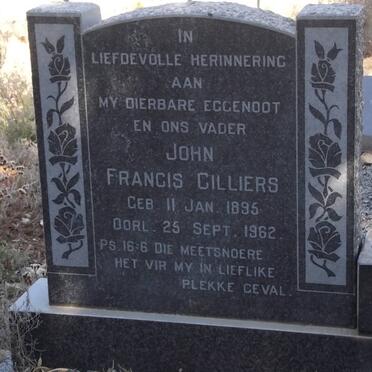 IN
LIEFDEVOLLE HERINNERING
AAN
MY DIERBARE EGGENOOT
EN ONS VADER
JOHN
FRANCIS CILLIERS
GEB. 11 JAN. 1895
OORL. 25 SEPT. 1962.
PS. 16:6 DIE MEETSNOERE
HET VIR MY IN LIEFLIKE
PLEKKE GEVAL.